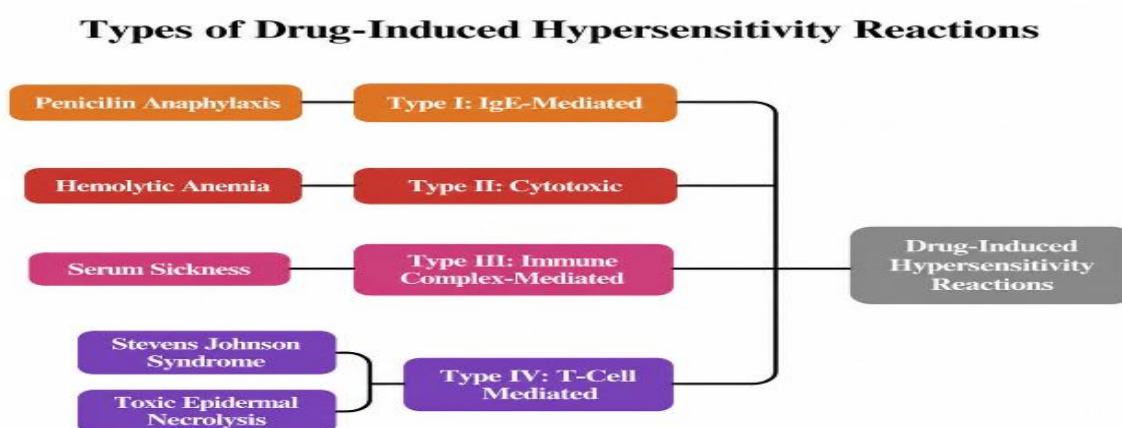 Types of Drug-Induced Hypersensitivity Reactions
Penicilin Anaphylaxis
Type I: IgE-Mediated
Hemolytic Anemia
Type II: Cytotoxic
Serum Sickness
Type III: Immune
Complex-Mediated
Drug-Induced
Hypersensitivity
Reactions
Stevens Johnson
Syndrome
Toxic Epidermal
Necrolysis
Type IV: T-Cell
Mediated